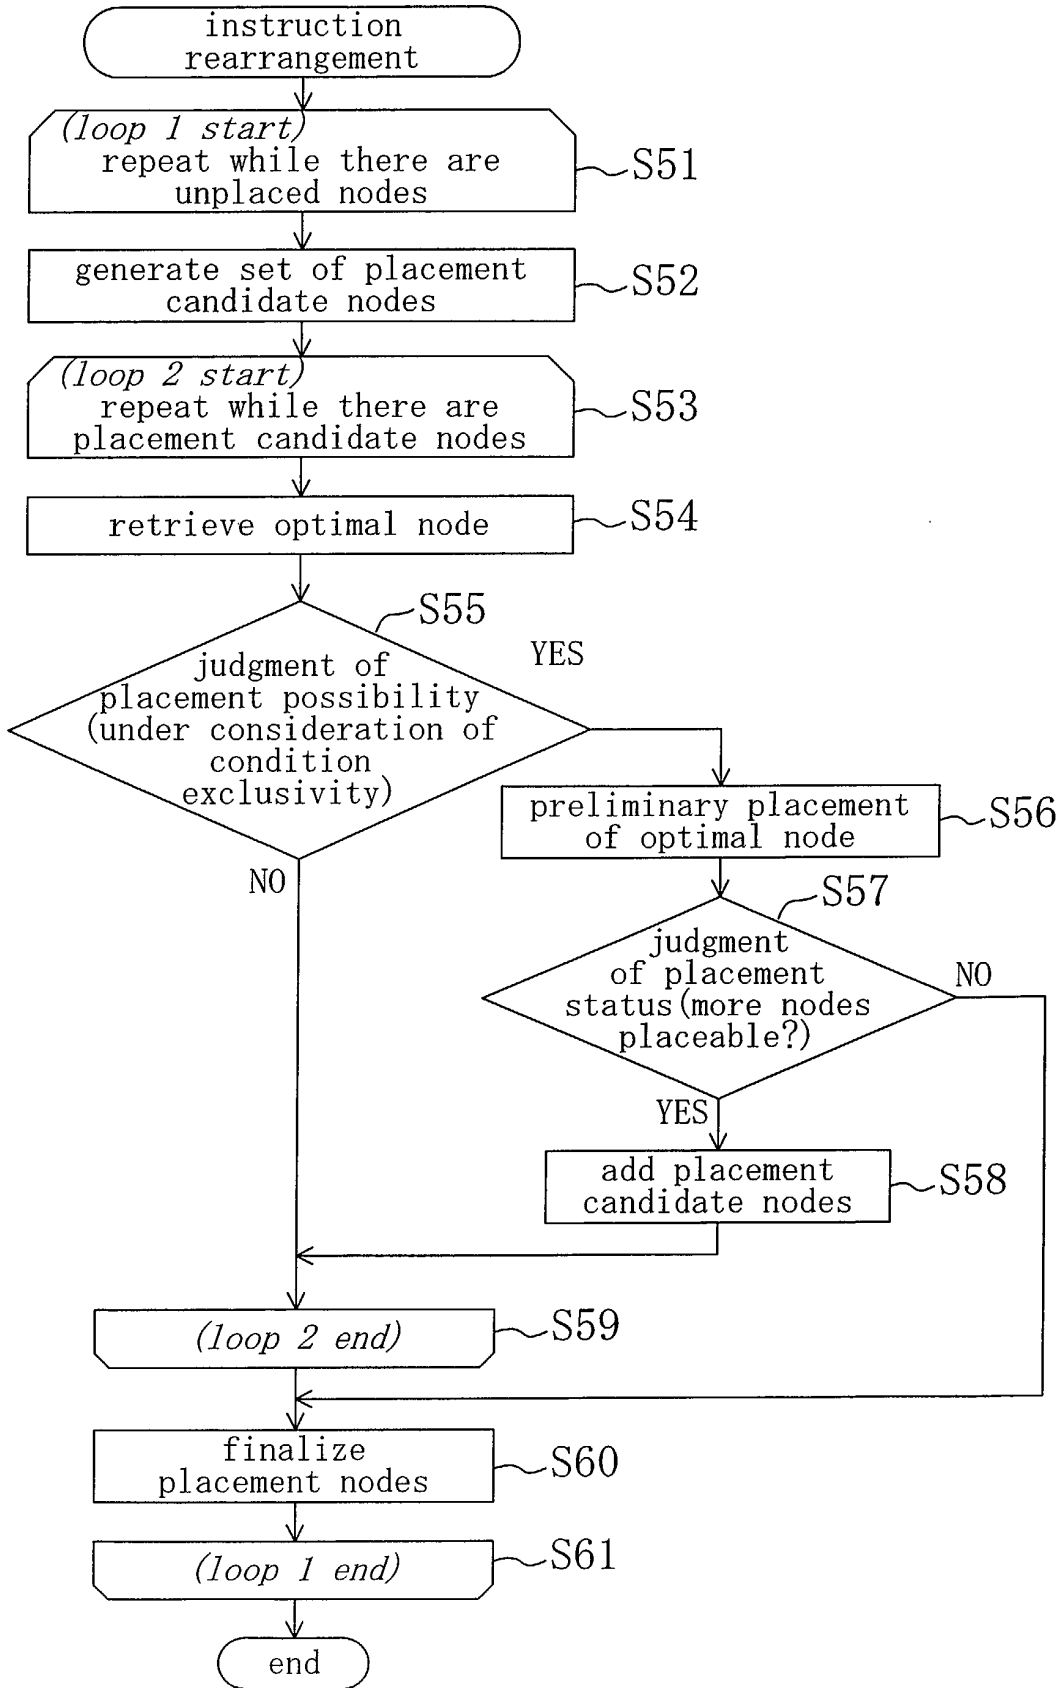 instruction
rearrangement
(loop 1 start)
repeat while there are
unplaced nodes
S51
generate set of placement
candidate nodes
S52
(loop 2 start)
repeat while there are
placement candidate nodes
S53
retrieve optimal node
S54
S55
judgment of
placement possibility
(under consideration of
condition
exclusivity)
YES
NO
preliminary placement
of optimal node
S56
S57
judgment
of placement
status(more nodes
placeable?)
NO
YES
add placement
candidate nodes
S58
(loop 2 end)
S59
finalize
placement nodes
S60
(loop 1 end)
S61
end